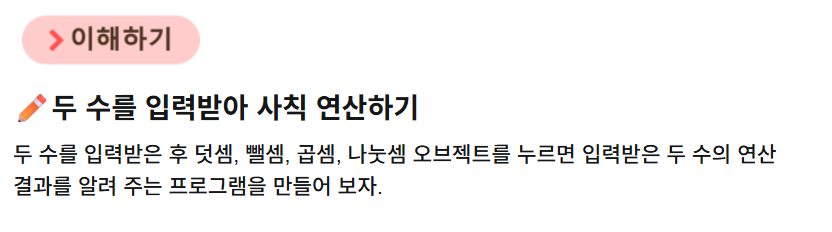 이해하기
두 수를 입력받아 사칙 연산하기
두 수를 입력받은 후 덧셈, 뺄셈, 곱셈, 나눗셈 오브젝트를 누르면 입력받은 두 수의 연산
결과를 알려 주는 프로그램을 만들어 보자.